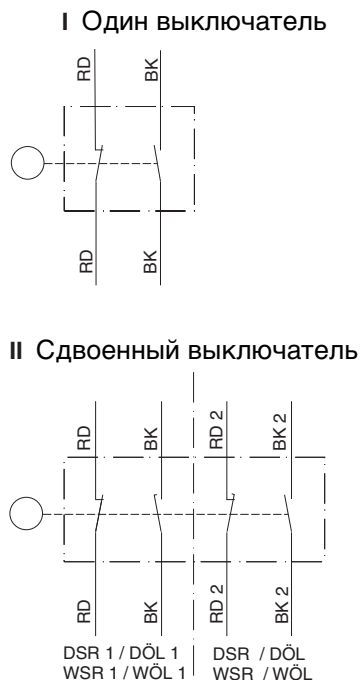 I Один выключатель
RD BK
RD BK
II Сдвоенный выключатель
RD BK RD 2 BK 2
RD BK RD 2 BK 2
DSR 1 / DÖL 1 DSR / DÖL
WSR 1 / WÖL 1 WSR / WÖL